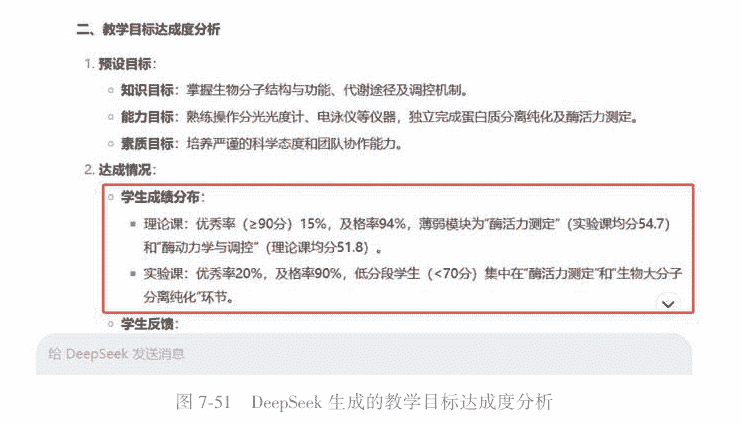 二、教学目标达成度分析
1. 预设目标：
知识目标：掌握生物分子结构与功能、代谢途径及调控机制。
能力目标：熟练操作分光光度计、电泳仪等仪器，独立完成蛋白质分离纯化及酶活力测定。
素质目标：培养严谨的科学态度和团队协作能力。
2. 达成情况：
学生成绩分布：
理论课：优秀率（≥90分）15%，及格率94%，薄弱模块为“酶活力测定”（实验课均分54.7）
和“酶动力学与调控”（理论课均分51.8）。
实验课：优秀率20%，及格率90%，低分段学生（<70分）集中在“酶活力测定”和“生物大分子
分离纯化”环节。
学生反馈：
给 DeepSeek 发送消息
图 7-51 DeepSeek 生成的教学目标达成度分析